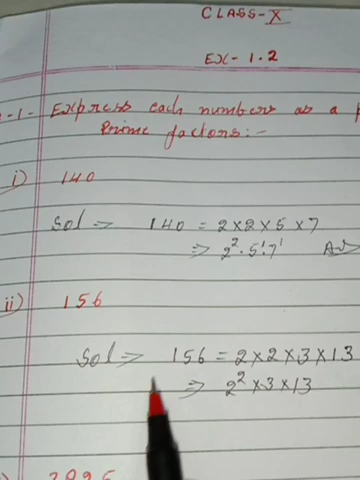 CLASS-X
EX-1.2
-1- Express each numbers as a
Prime factors:-
i) 140
Sol ⇒ 140 = 2×2×5×7
⇒ 2².5¹.7¹
ii) 156
Sol ⇒ 156 = 2×2×3×13
⇒ 2²×3×13